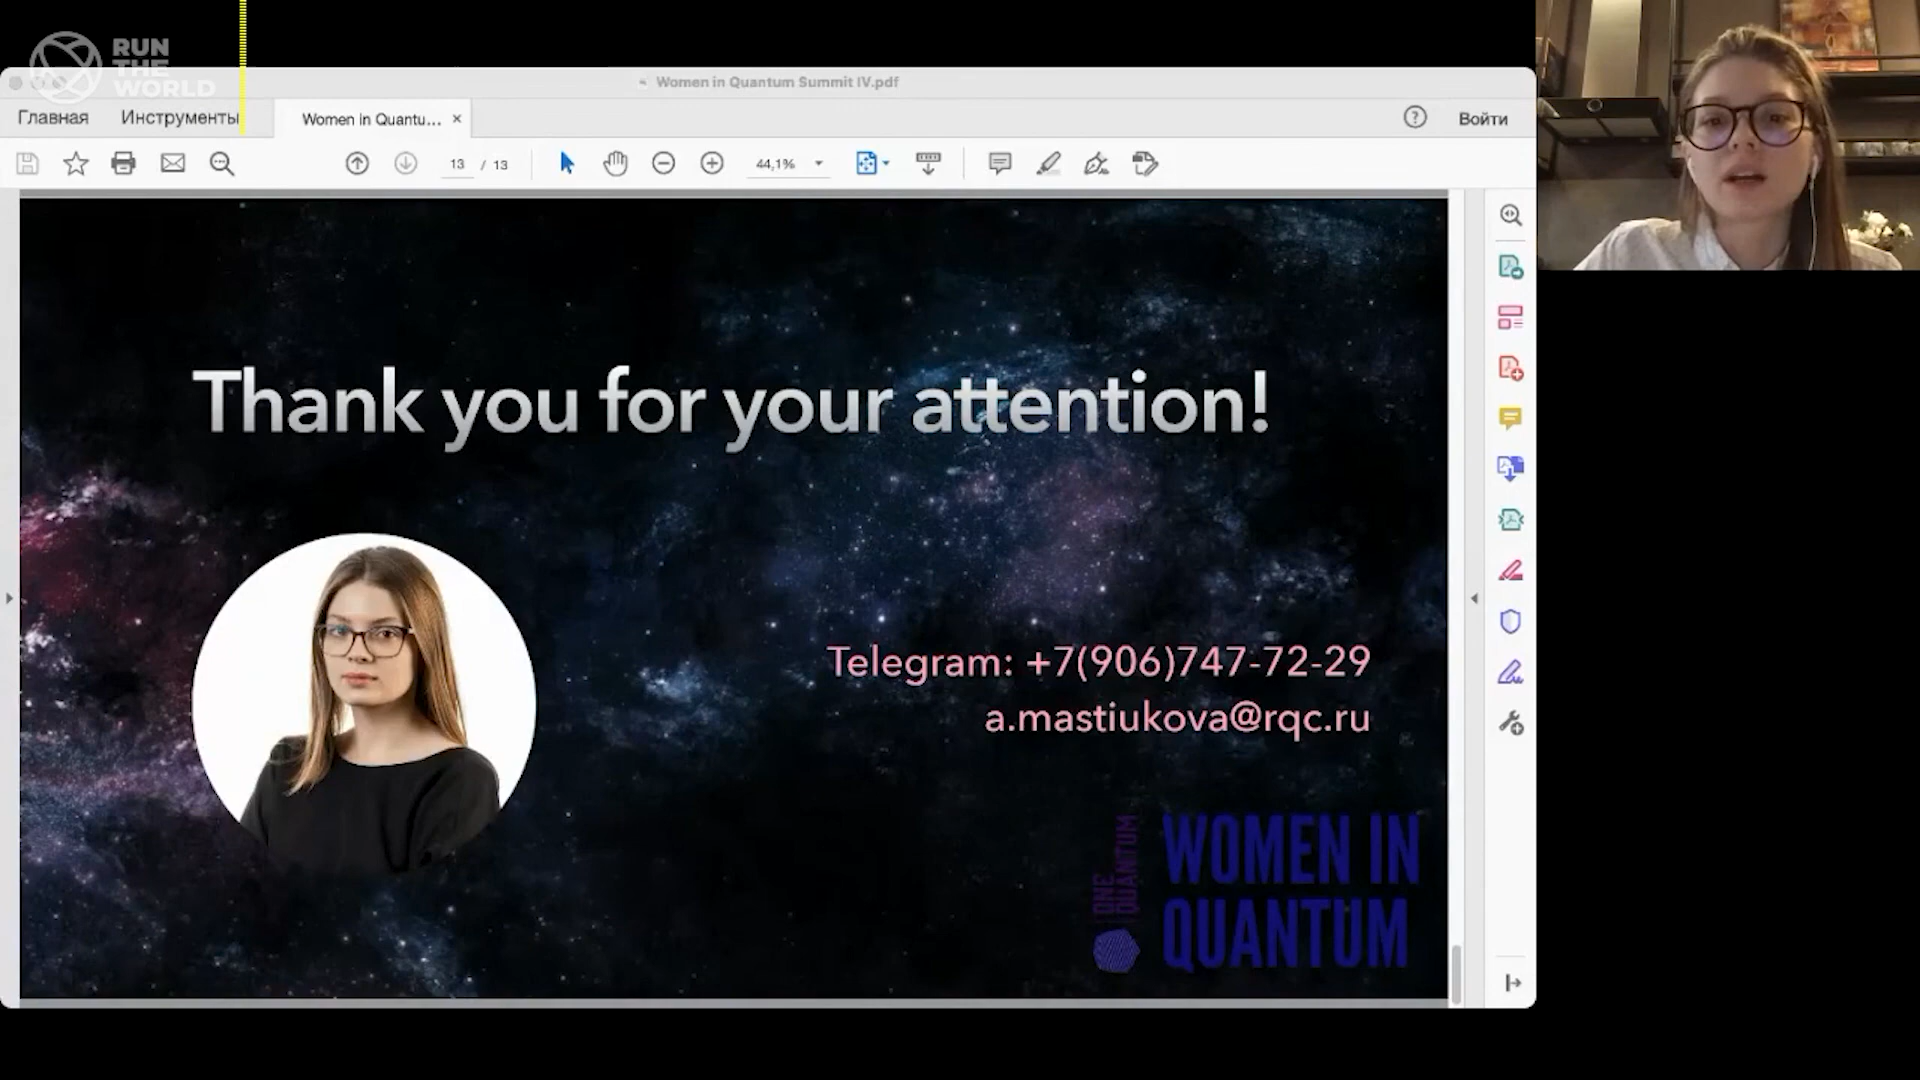 RUN
THE
WORLD
Women in Quantum Summit IV.pdf
Главная
Инструменты
Women in Quantu...
Войти
13 / 13
44,1%
Thank you for your attention!
Telegram: +7(906)747-72-29
a.mastiukova@rqc.ru
ONE
QUANTUM
WOMEN IN
QUANTUM